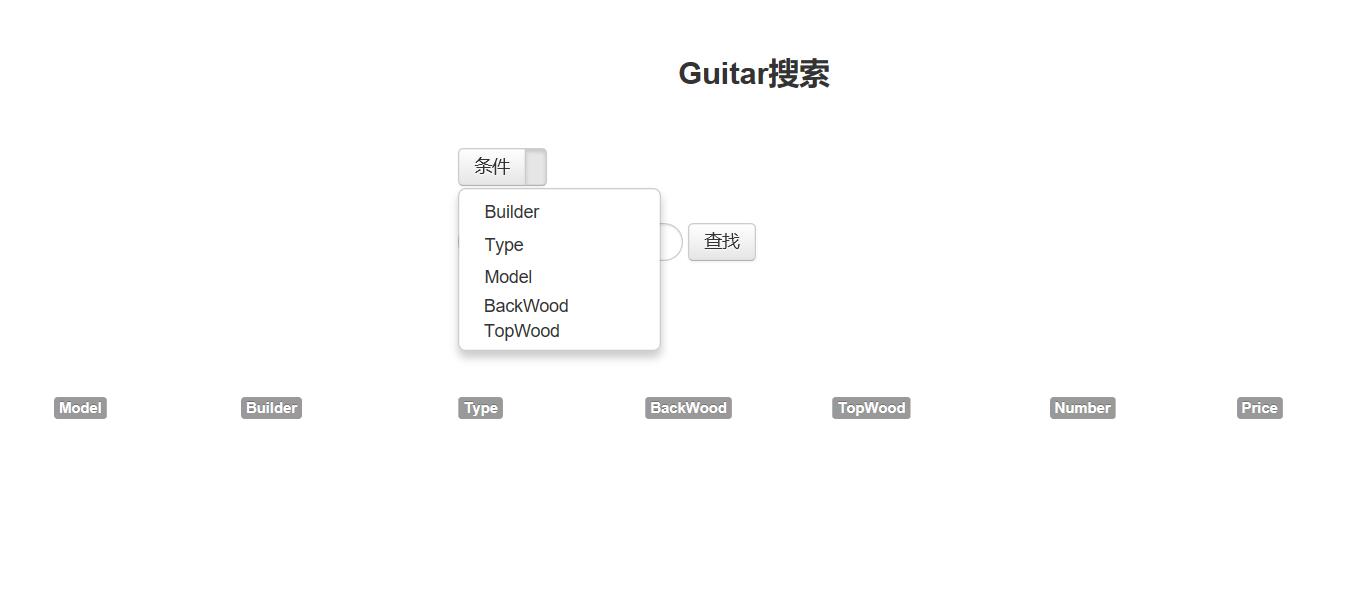 Guitar搜索
条件
Builder
Type
查找
Model
BackWood
TopWood
Model Builder Type BackWood TopWood Number Price